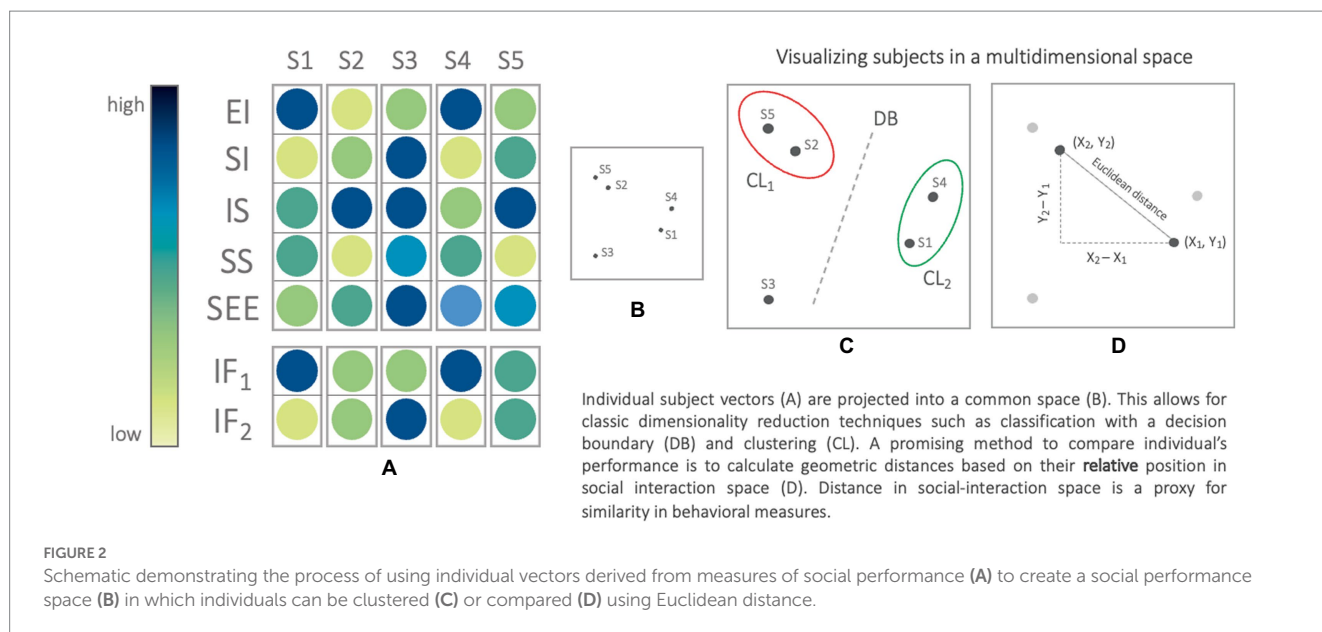 S1 S2 S3 S4 S5
high
low
EI
SI
IS
SS
SEE
IF1
IF2
A
S5
S2
S4
S1
S3
B
Visualizing subjects in a multidimensional space
S5
S2
CL1
DB
S4
S1
CL2
S3
C
(X2, Y2)
Euclidean distance
Y2 – Y1
(X1, Y1)
X2 – X1
D
Individual subject vectors (A) are projected into a common space (B). This allows for
classic dimensionality reduction techniques such as classification with a decision
boundary (DB) and clustering (CL). A promising method to compare individual's
performance is to calculate geometric distances based on their relative position in
social interaction space (D). Distance in social-interaction space is a proxy for
similarity in behavioral measures.
FIGURE 2
Schematic demonstrating the process of using individual vectors derived from measures of social performance (A) to create a social performance
space (B) in which individuals can be clustered (C) or compared (D) using Euclidean distance.